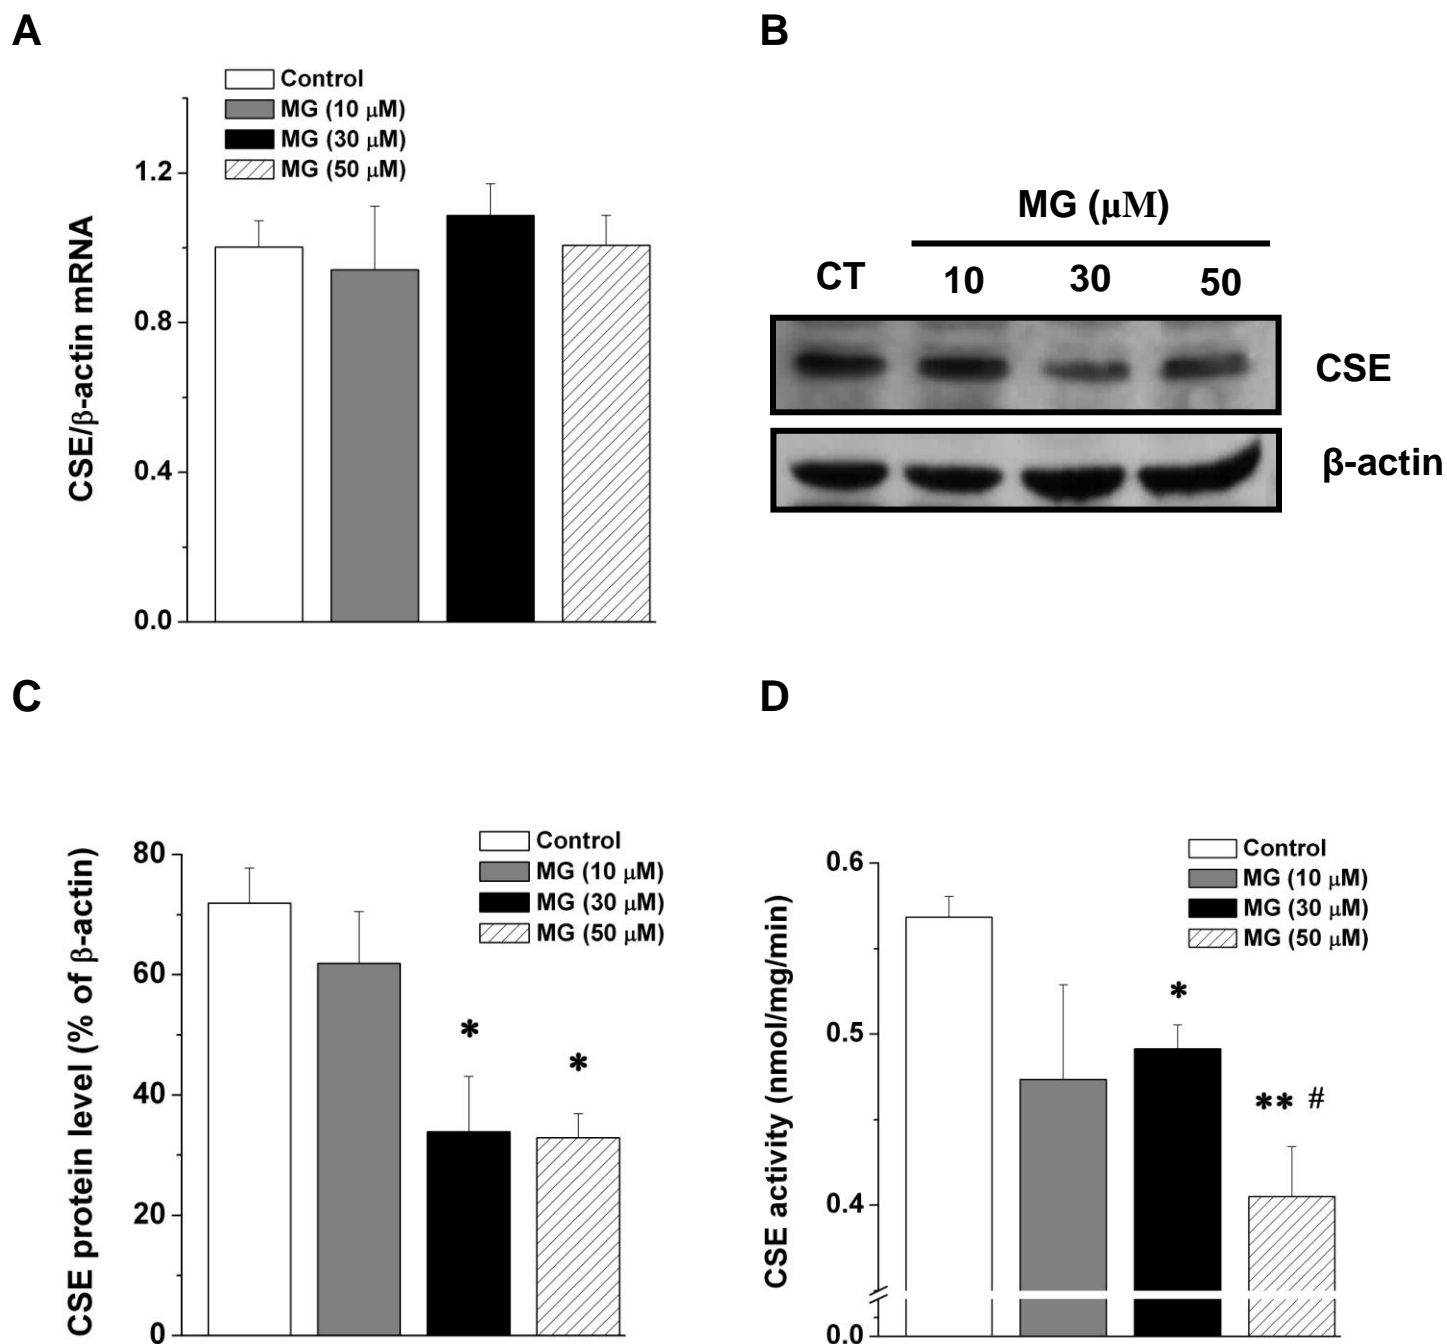 A
Control
MG (10 μM)
MG (30 μM)
MG (50 μM)
1.2
0.8
0.4
0.0
CSE/β-actin mRNA
B
MG (μM)
CT 10 30 50
CSE
β-actin
C
Control
MG (10 μM)
MG (30 μM)
MG (50 μM)
80
60
40
20
0
CSE protein level (% of β-actin)
*
*
D
Control
MG (10 μM)
MG (30 μM)
MG (50 μM)
0.6
0.5
0.4
0.0
CSE activity (nmol/mg/min)
*
** #